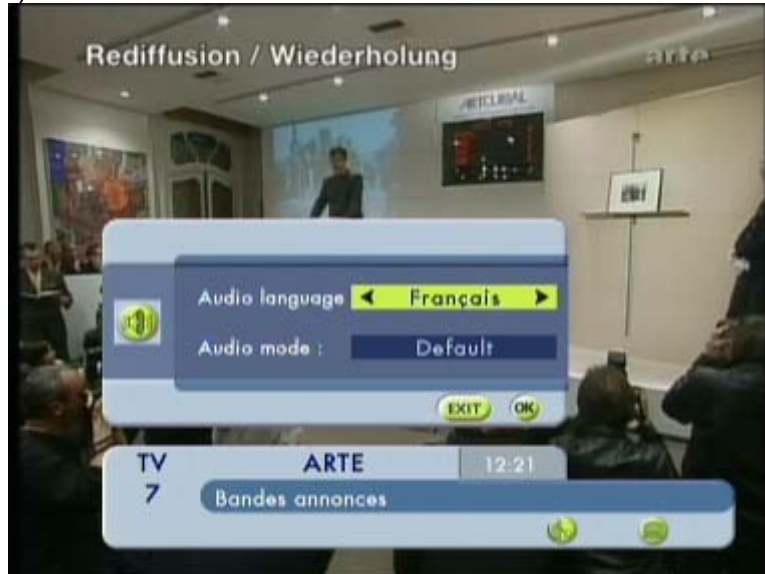 Rediffusion / Wiederholung
arte
ARTCURIAL
Audio language ◄ Français ►
Audio mode : Default
EXIT OK
TV ARTE 12:21
7 Bandes annonces